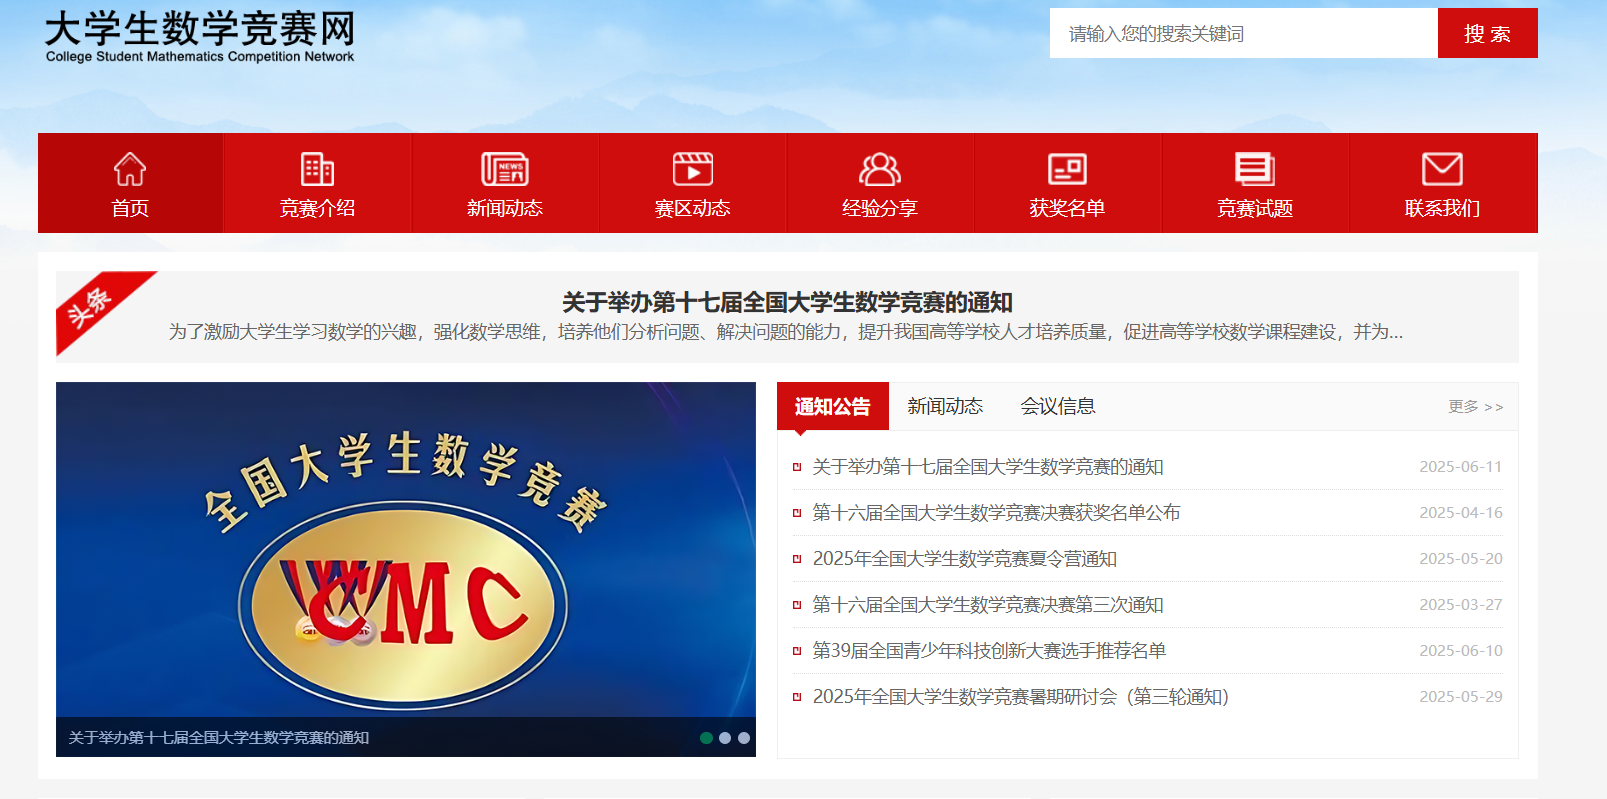 大学生数学竞赛网
College Student Mathematics Competition Network
请输入您的搜索关键词
搜 索
首页
竞赛介绍
NEWS
新闻动态
赛区动态
经验分享
获奖名单
竞赛试题
联系我们
头条
关于举办第十七届全国大学生数学竞赛的通知
为了激励大学生学习数学的兴趣，强化数学思维，培养他们分析问题、解决问题的能力，提升我国高等学校人才培养质量，促进高等学校数学课程建设，并为...
全国大学生数学竞赛
CMC
关于举办第十七届全国大学生数学竞赛的通知
通知公告
新闻动态
会议信息
更多 >>
关于举办第十七届全国大学生数学竞赛的通知 2025-06-11
第十六届全国大学生数学竞赛决赛获奖名单公布 2025-04-16
2025年全国大学生数学竞赛夏令营通知 2025-05-20
第十六届全国大学生数学竞赛决赛第三次通知 2025-03-27
第39届全国青少年科技创新大赛选手推荐名单 2025-06-10
2025年全国大学生数学竞赛暑期研讨会（第三轮通知） 2025-05-29